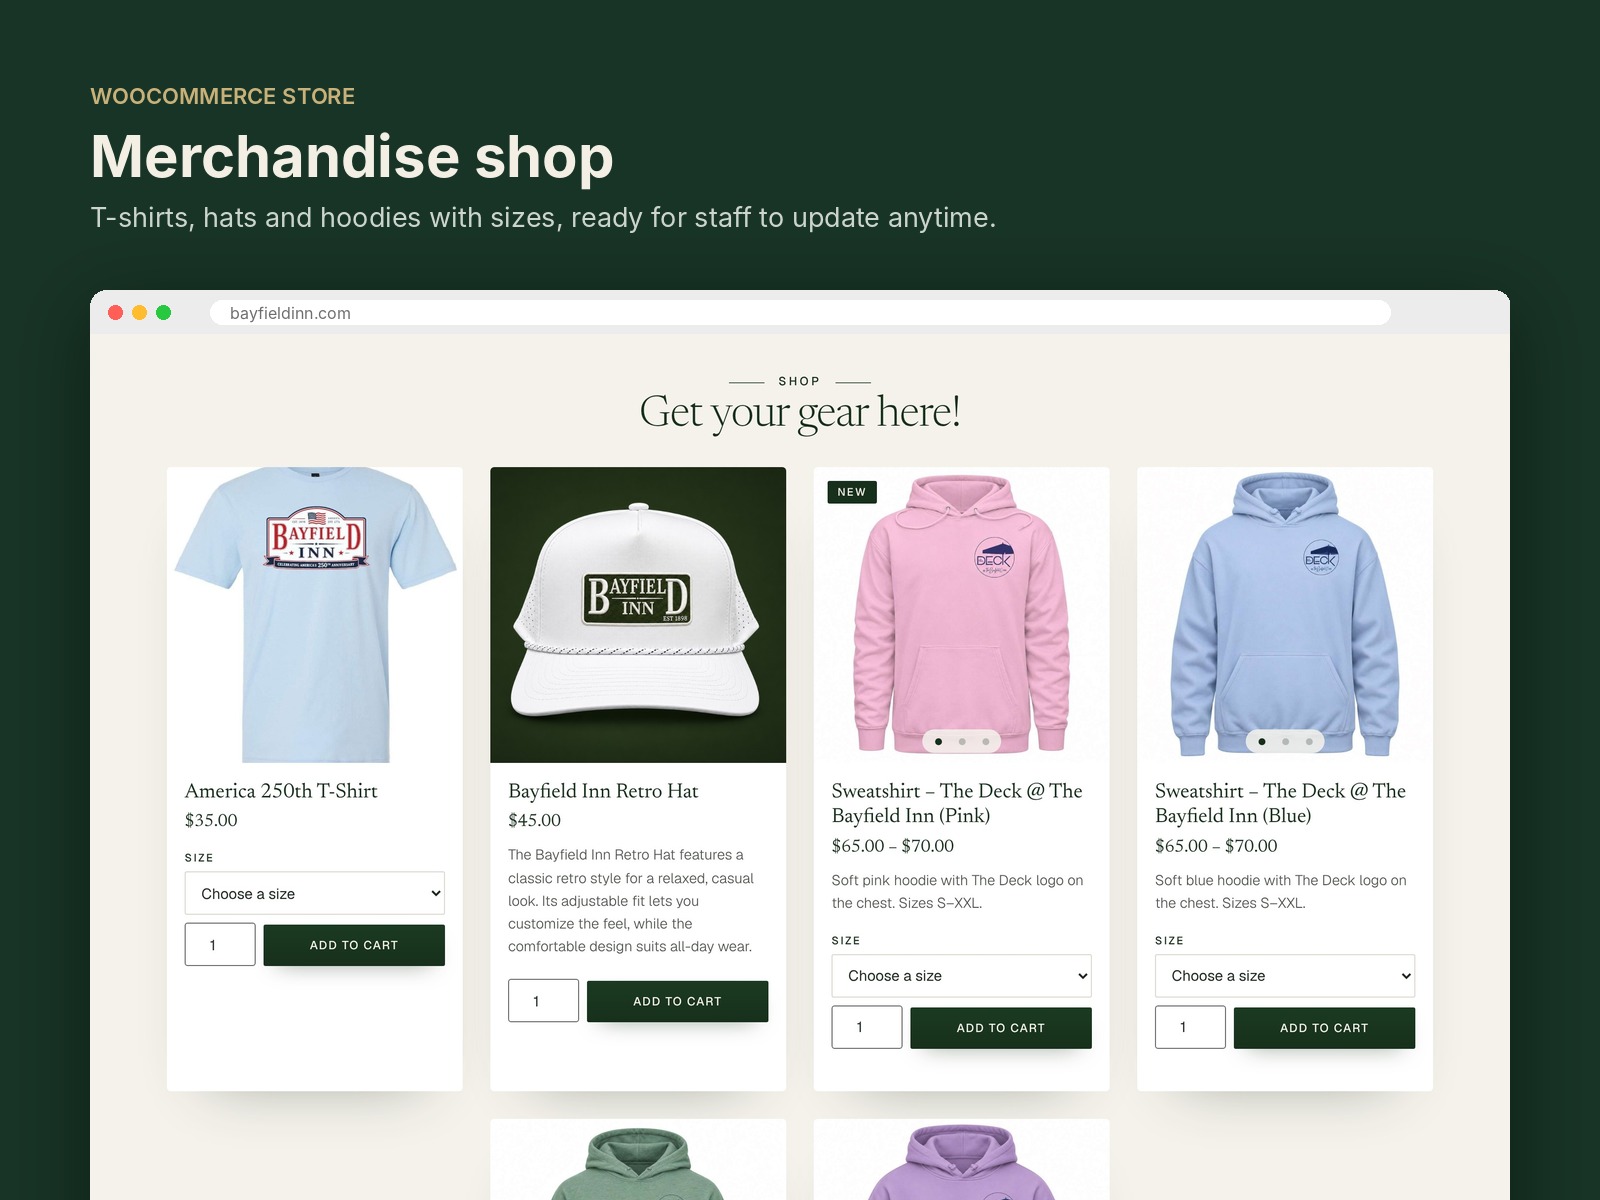 WOOCOMMERCE STORE
Merchandise shop
T-shirts, hats and hoodies with sizes, ready for staff to update anytime.
bayfieldinn.com
SHOP
Get your gear here!
BAYFIELD
INN
CELEBRATING AMERICA'S 250TH ANNIVERSARY
America 250th T-Shirt
$35.00
SIZE
Choose a size
1
ADD TO CART
BAYFIELD
INN
EST 1898
Bayfield Inn Retro Hat
$45.00
The Bayfield Inn Retro Hat features a
classic retro style for a relaxed, casual
look. Its adjustable fit lets you
customize the feel, while the
comfortable design suits all-day wear.
1
ADD TO CART
NEW
DECK
Sweatshirt – The Deck @ The
Bayfield Inn (Pink)
$65.00 – $70.00
Soft pink hoodie with The Deck logo on
the chest. Sizes S–XXL.
SIZE
Choose a size
1
ADD TO CART
DECK
Sweatshirt – The Deck @ The
Bayfield Inn (Blue)
$65.00 – $70.00
Soft blue hoodie with The Deck logo on
the chest. Sizes S–XXL.
SIZE
Choose a size
1
ADD TO CART